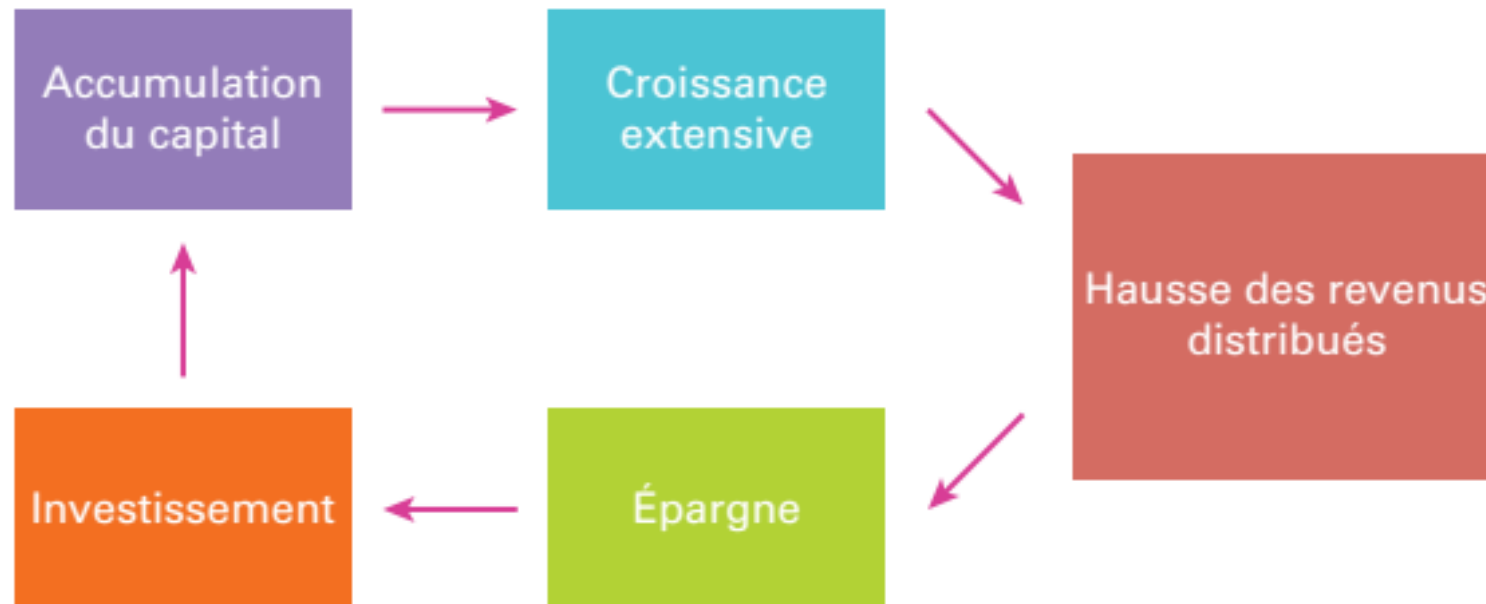 Accumulation
du capital
Croissance
extensive
Hausse des revenus
distribués
Investissement
Épargne